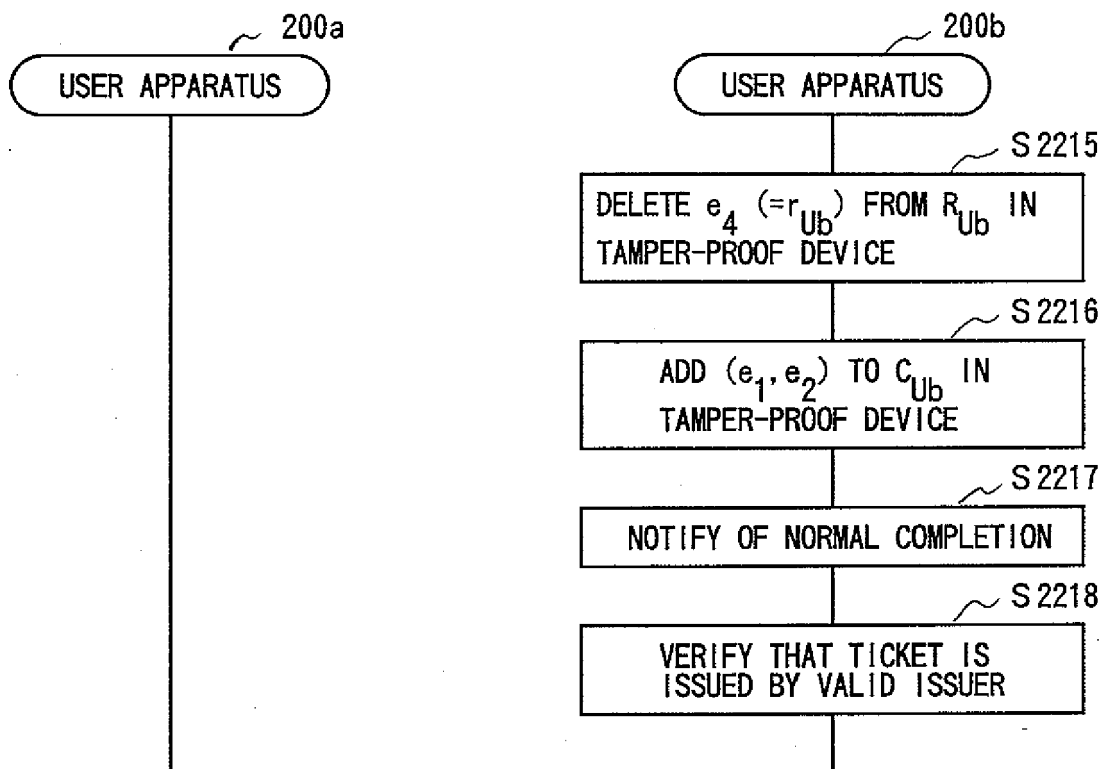 200a
USER APPARATUS
200b
USER APPARATUS
S2215
DELETE e4 (=rUb) FROM RUb IN
TAMPER-PROOF DEVICE
S2216
ADD (e1,e2) TO CUb IN
TAMPER-PROOF DEVICE
S2217
NOTIFY OF NORMAL COMPLETION
S2218
VERIFY THAT TICKET IS
ISSUED BY VALID ISSUER